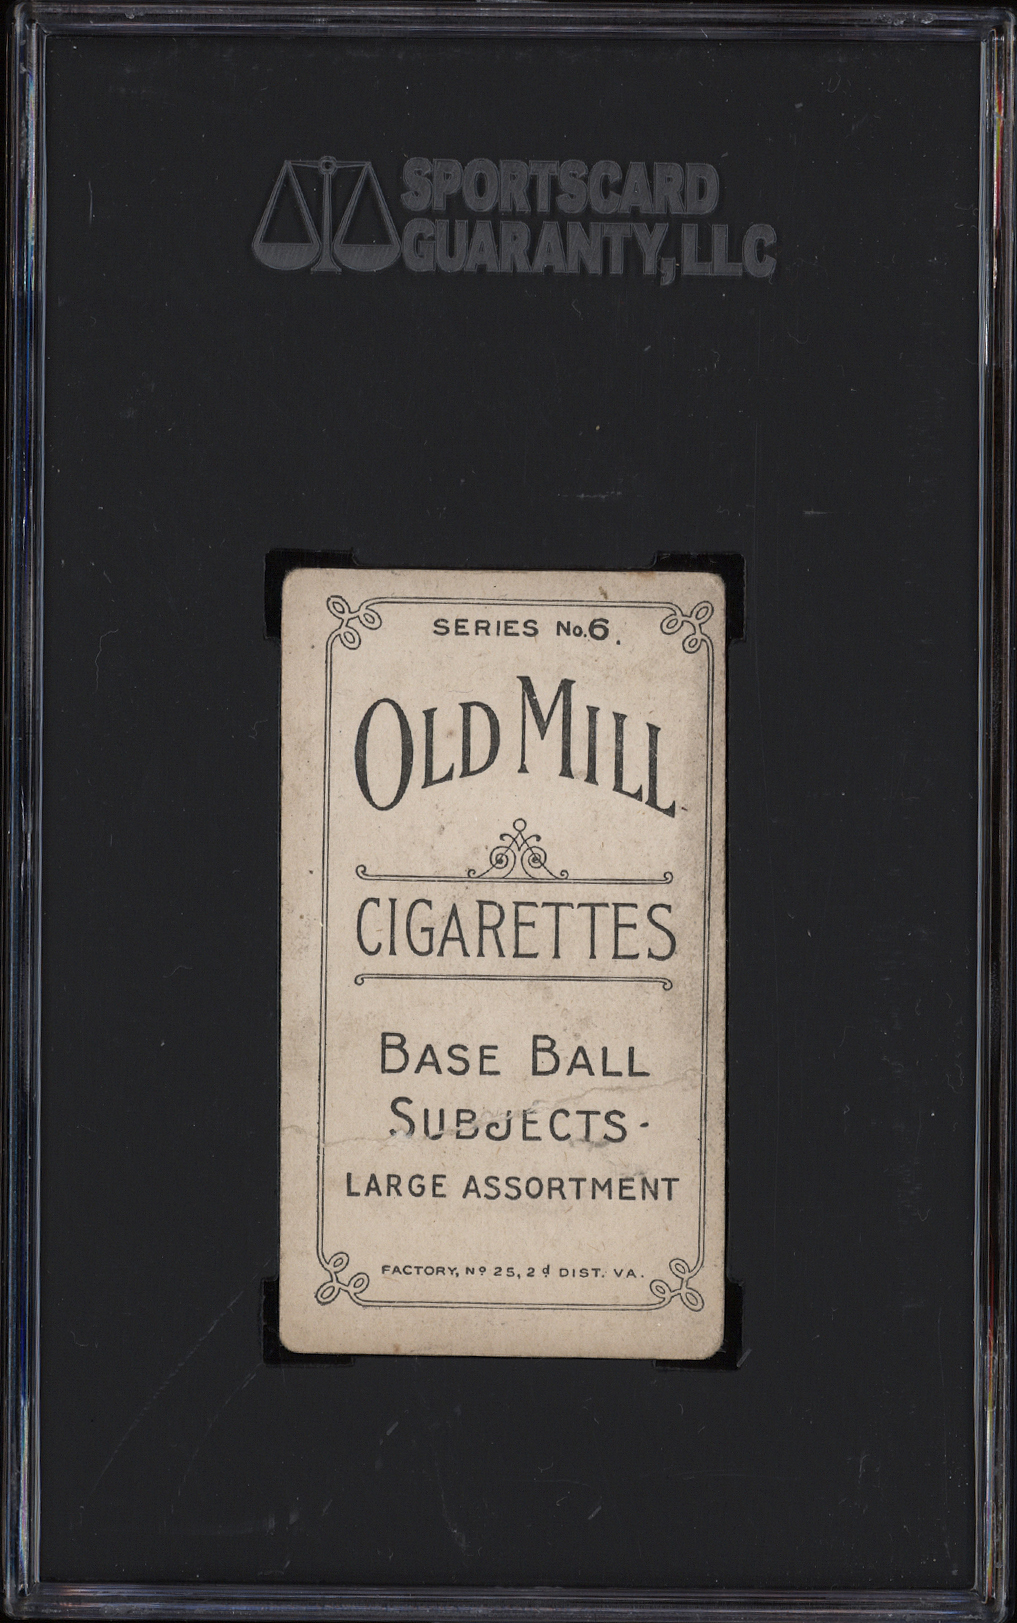 SPORTSCARD
GUARANTY, LLC
SERIES No. 6.
OLD MILL
CIGARETTES
BASE BALL
SUBJECTS-
LARGE ASSORTMENT
FACTORY, Nº 25, 2d DIST. VA.